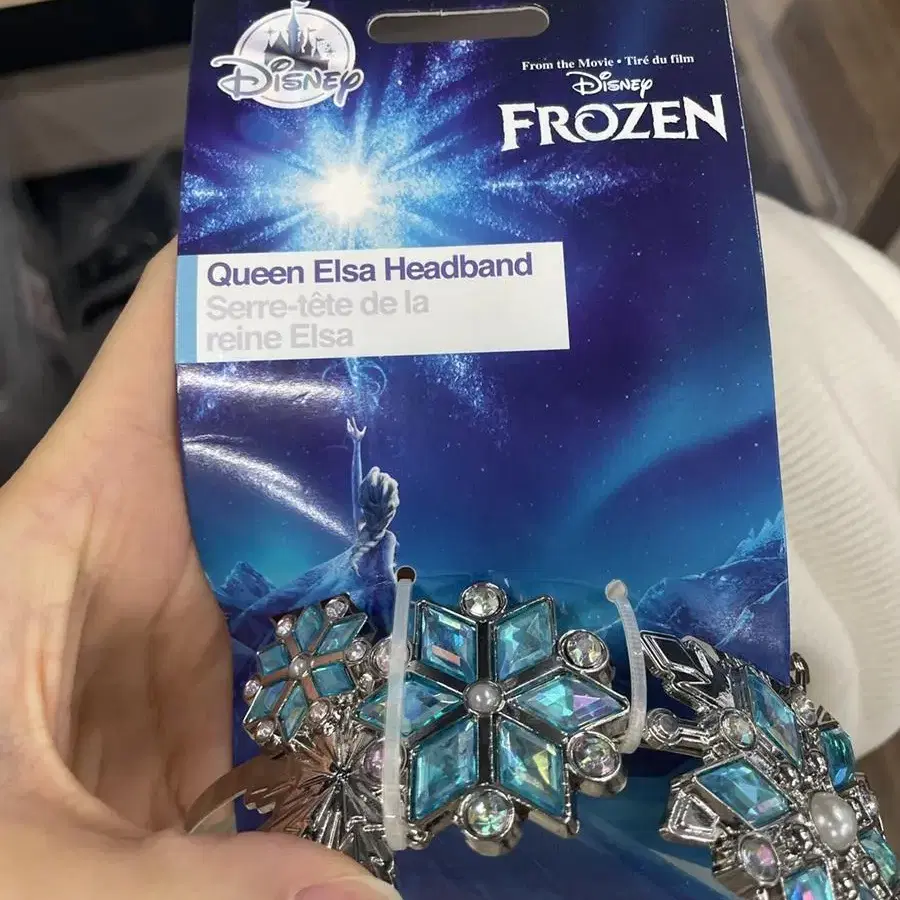 Disney
From the Movie • Tiré du film
Disney
FROZEN
Queen Elsa Headband
Serre-tête de la
reine Elsa